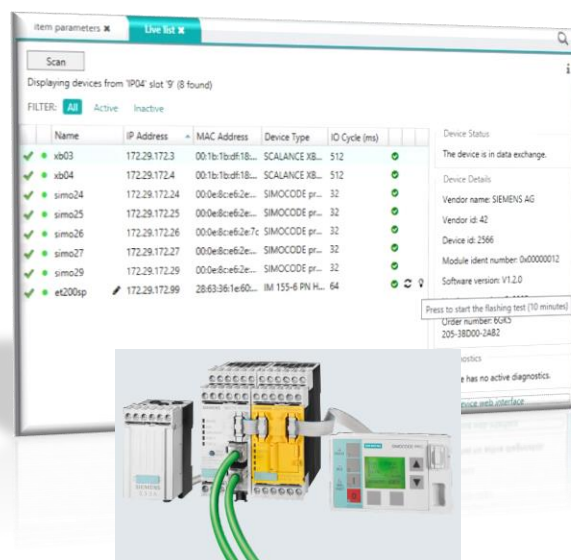 item parameters ✖
Live list ✖
Scan
Displaying devices from 'IP04' slot '9' (8 found)
FILTER: All Active Inactive
Name IP Address MAC Address Device Type IO Cycle (ms)
xb03 172.29.172.3 00:1b:1b:df:18:... SCALANCE XB... 512
xb04 172.29.172.4 00:1b:1b:df:18:... SCALANCE XB... 512
simo24 172.29.172.24 00:0e:8c:e6:2e:... SIMOCODE pr... 32
simo25 172.29.172.25 00:0e:8c:e6:2e:... SIMOCODE pr... 32
simo26 172.29.172.26 00:0e:8c:e6:2e:7c SIMOCODE pr... 32
simo27 172.29.172.27 00:0e:8c:e6:2e:... SIMOCODE pr... 32
simo29 172.29.172.29 00:0e:8c:e6:2e:... SIMOCODE pr... 32
et200sp 172.29.172.99 28:63:36:1e:60:... IM 155-6 PN H... 64
Device Status
The device is in data exchange.
Device Details
Vendor name: SIEMENS AG
Vendor id: 42
Device id: 2566
Module ident number: 0x00000012
Software version: V1.2.0
Press to start the flashing test (10 minutes)
Order number: 6GK5
205-3BD00-2AB2
has no active diagnostics.
web interface
SIEMENS
SIEMENS
SIMOCODE PRO